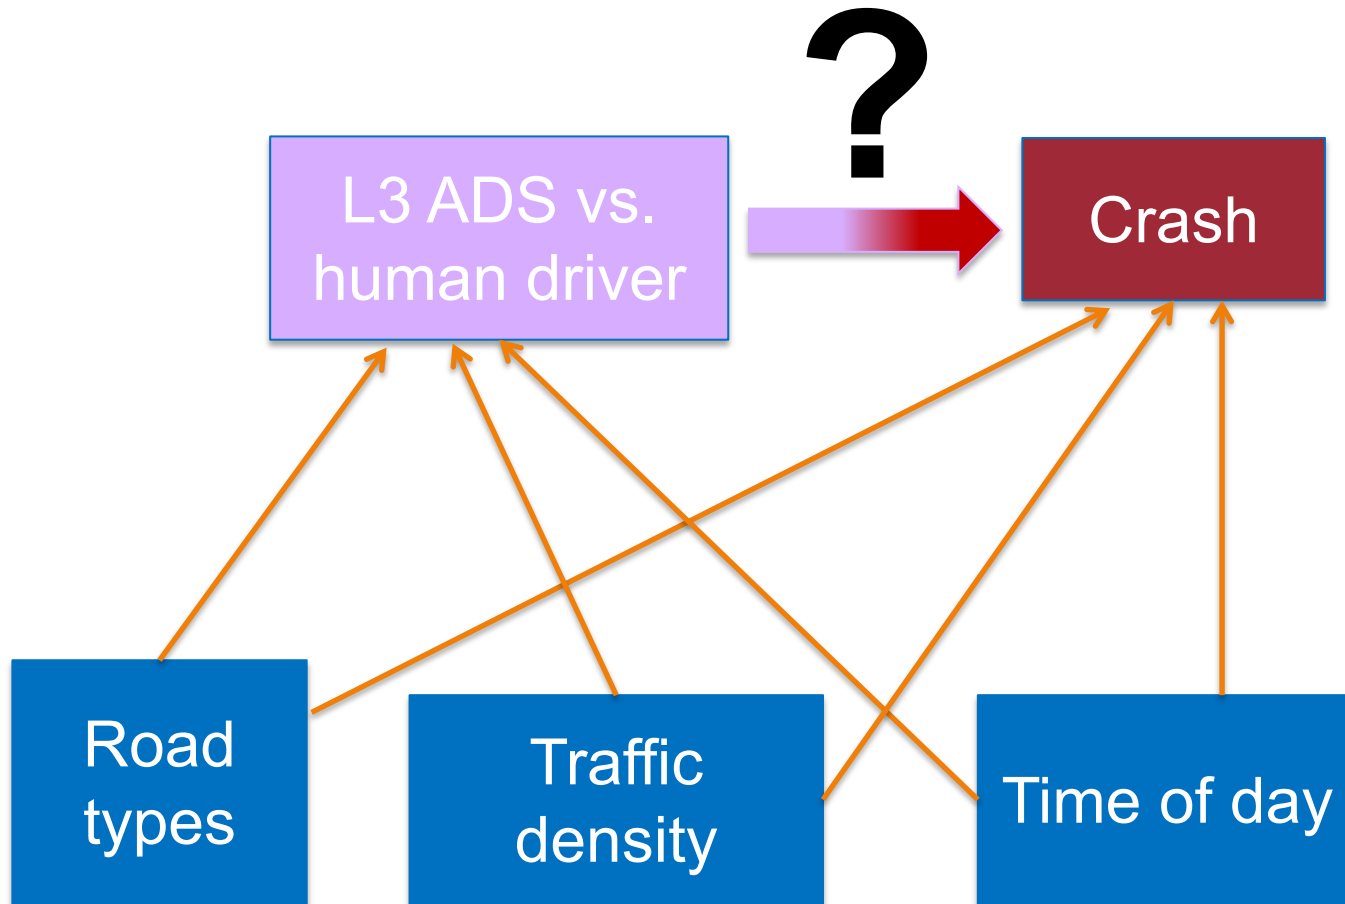 ?
L3 ADS vs.
human driver
Crash
Road
types
Traffic
density
Time of day